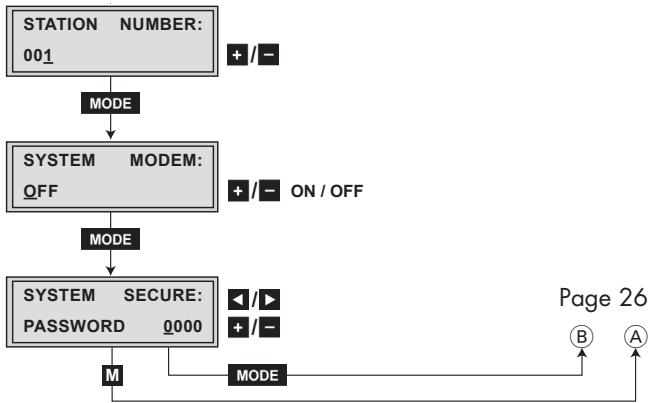 STATION NUMBER:
001
+ / −
MODE
SYSTEM MODEM:
OFF
+ / − ON / OFF
MODE
SYSTEM SECURE:
◄ / ►
PASSWORD 0000
+ / −
Page 26
B A
M
MODE